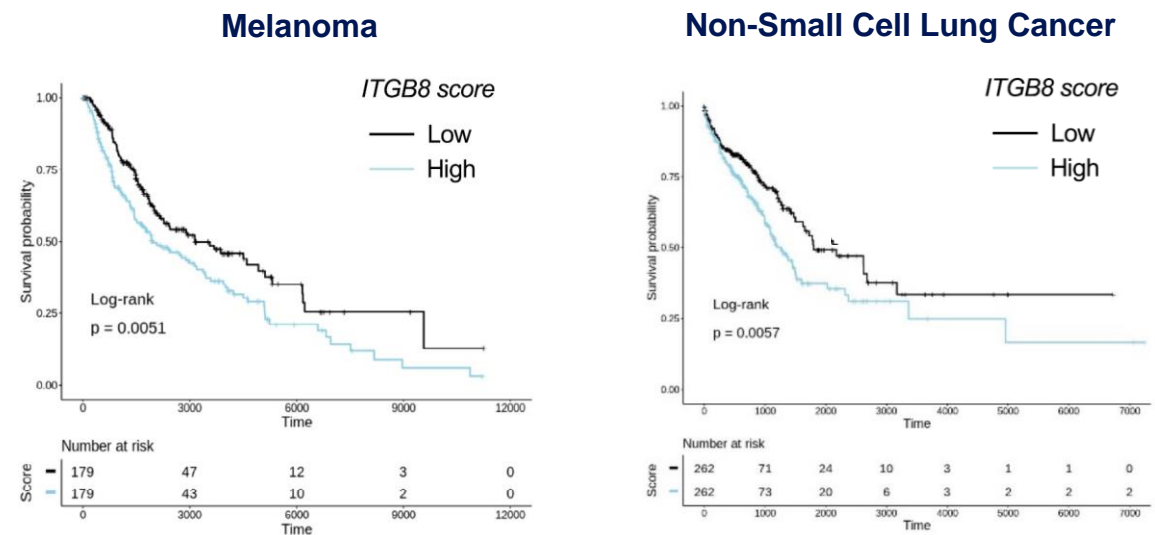 Melanoma
ITGB8 score
Low
High
Survival probability
1.00
0.75
0.50
0.25
0.00
Log-rank
p = 0.0051
0 3000 6000 9000 12000
Time
Number at risk
Score
179 47 12 3 0
179 43 10 2 0
0 3000 6000 9000 12000
Time
Non-Small Cell Lung Cancer
ITGB8 score
Low
High
Survival probability
1.00
0.75
0.50
0.25
0.00
Log-rank
p = 0.0057
0 1000 2000 3000 4000 5000 6000 7000
Time
Number at risk
Score
262 71 24 10 3 1 1 0
262 73 20 6 3 2 2 2
0 1000 2000 3000 4000 5000 6000 7000
Time